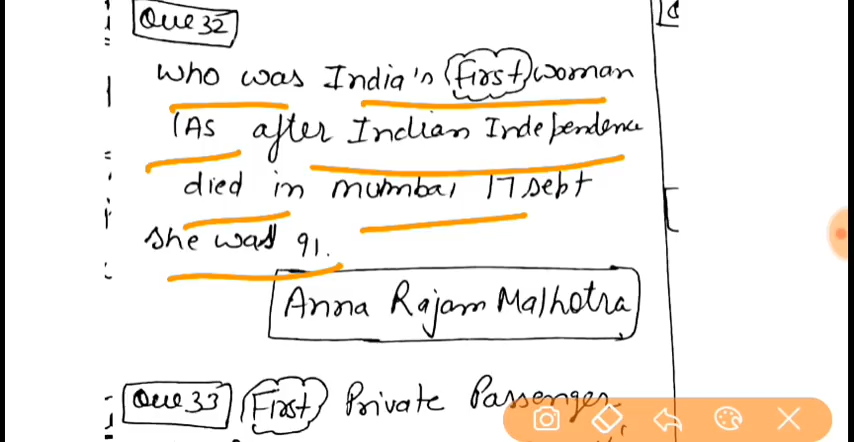 Que 32
Who was India's First woman
IAS after Indian Independence
died in mumbai 17 sept
she was 91.
Anna Rajam Malhotra
Que 33 First Private Passenger